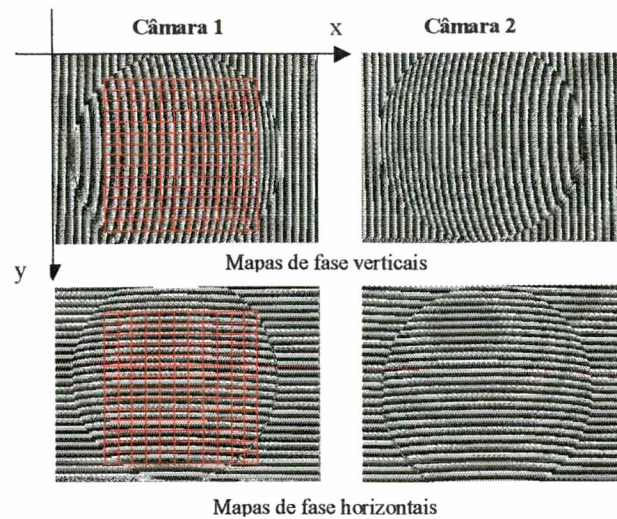 Câmara 1
x
Câmara 2
Mapas de fase verticais
y
Mapas de fase horizontais